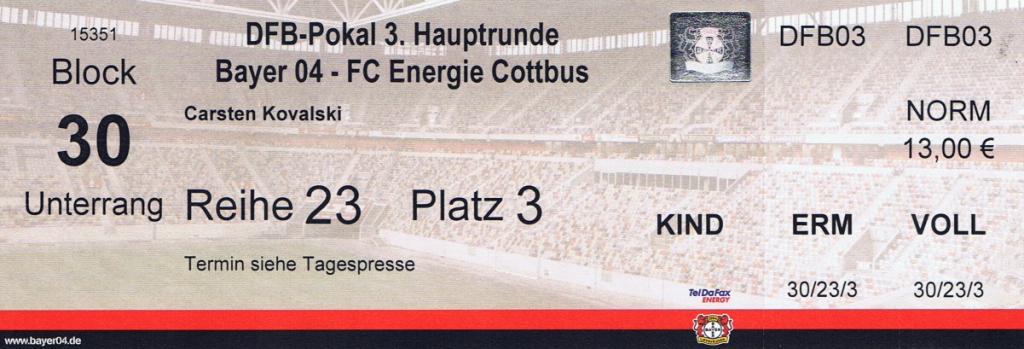 15351
DFB-Pokal 3. Hauptrunde
DFB03 DFB03
Block
Bayer 04 - FC Energie Cottbus
Carsten Kovalski
NORM
30
13,00 €
Unterrang
Reihe 23 Platz 3
KIND ERM VOLL
Termin siehe Tagespresse
TelDaFax
ENERGY
30/23/3 30/23/3
www.bayer04.de